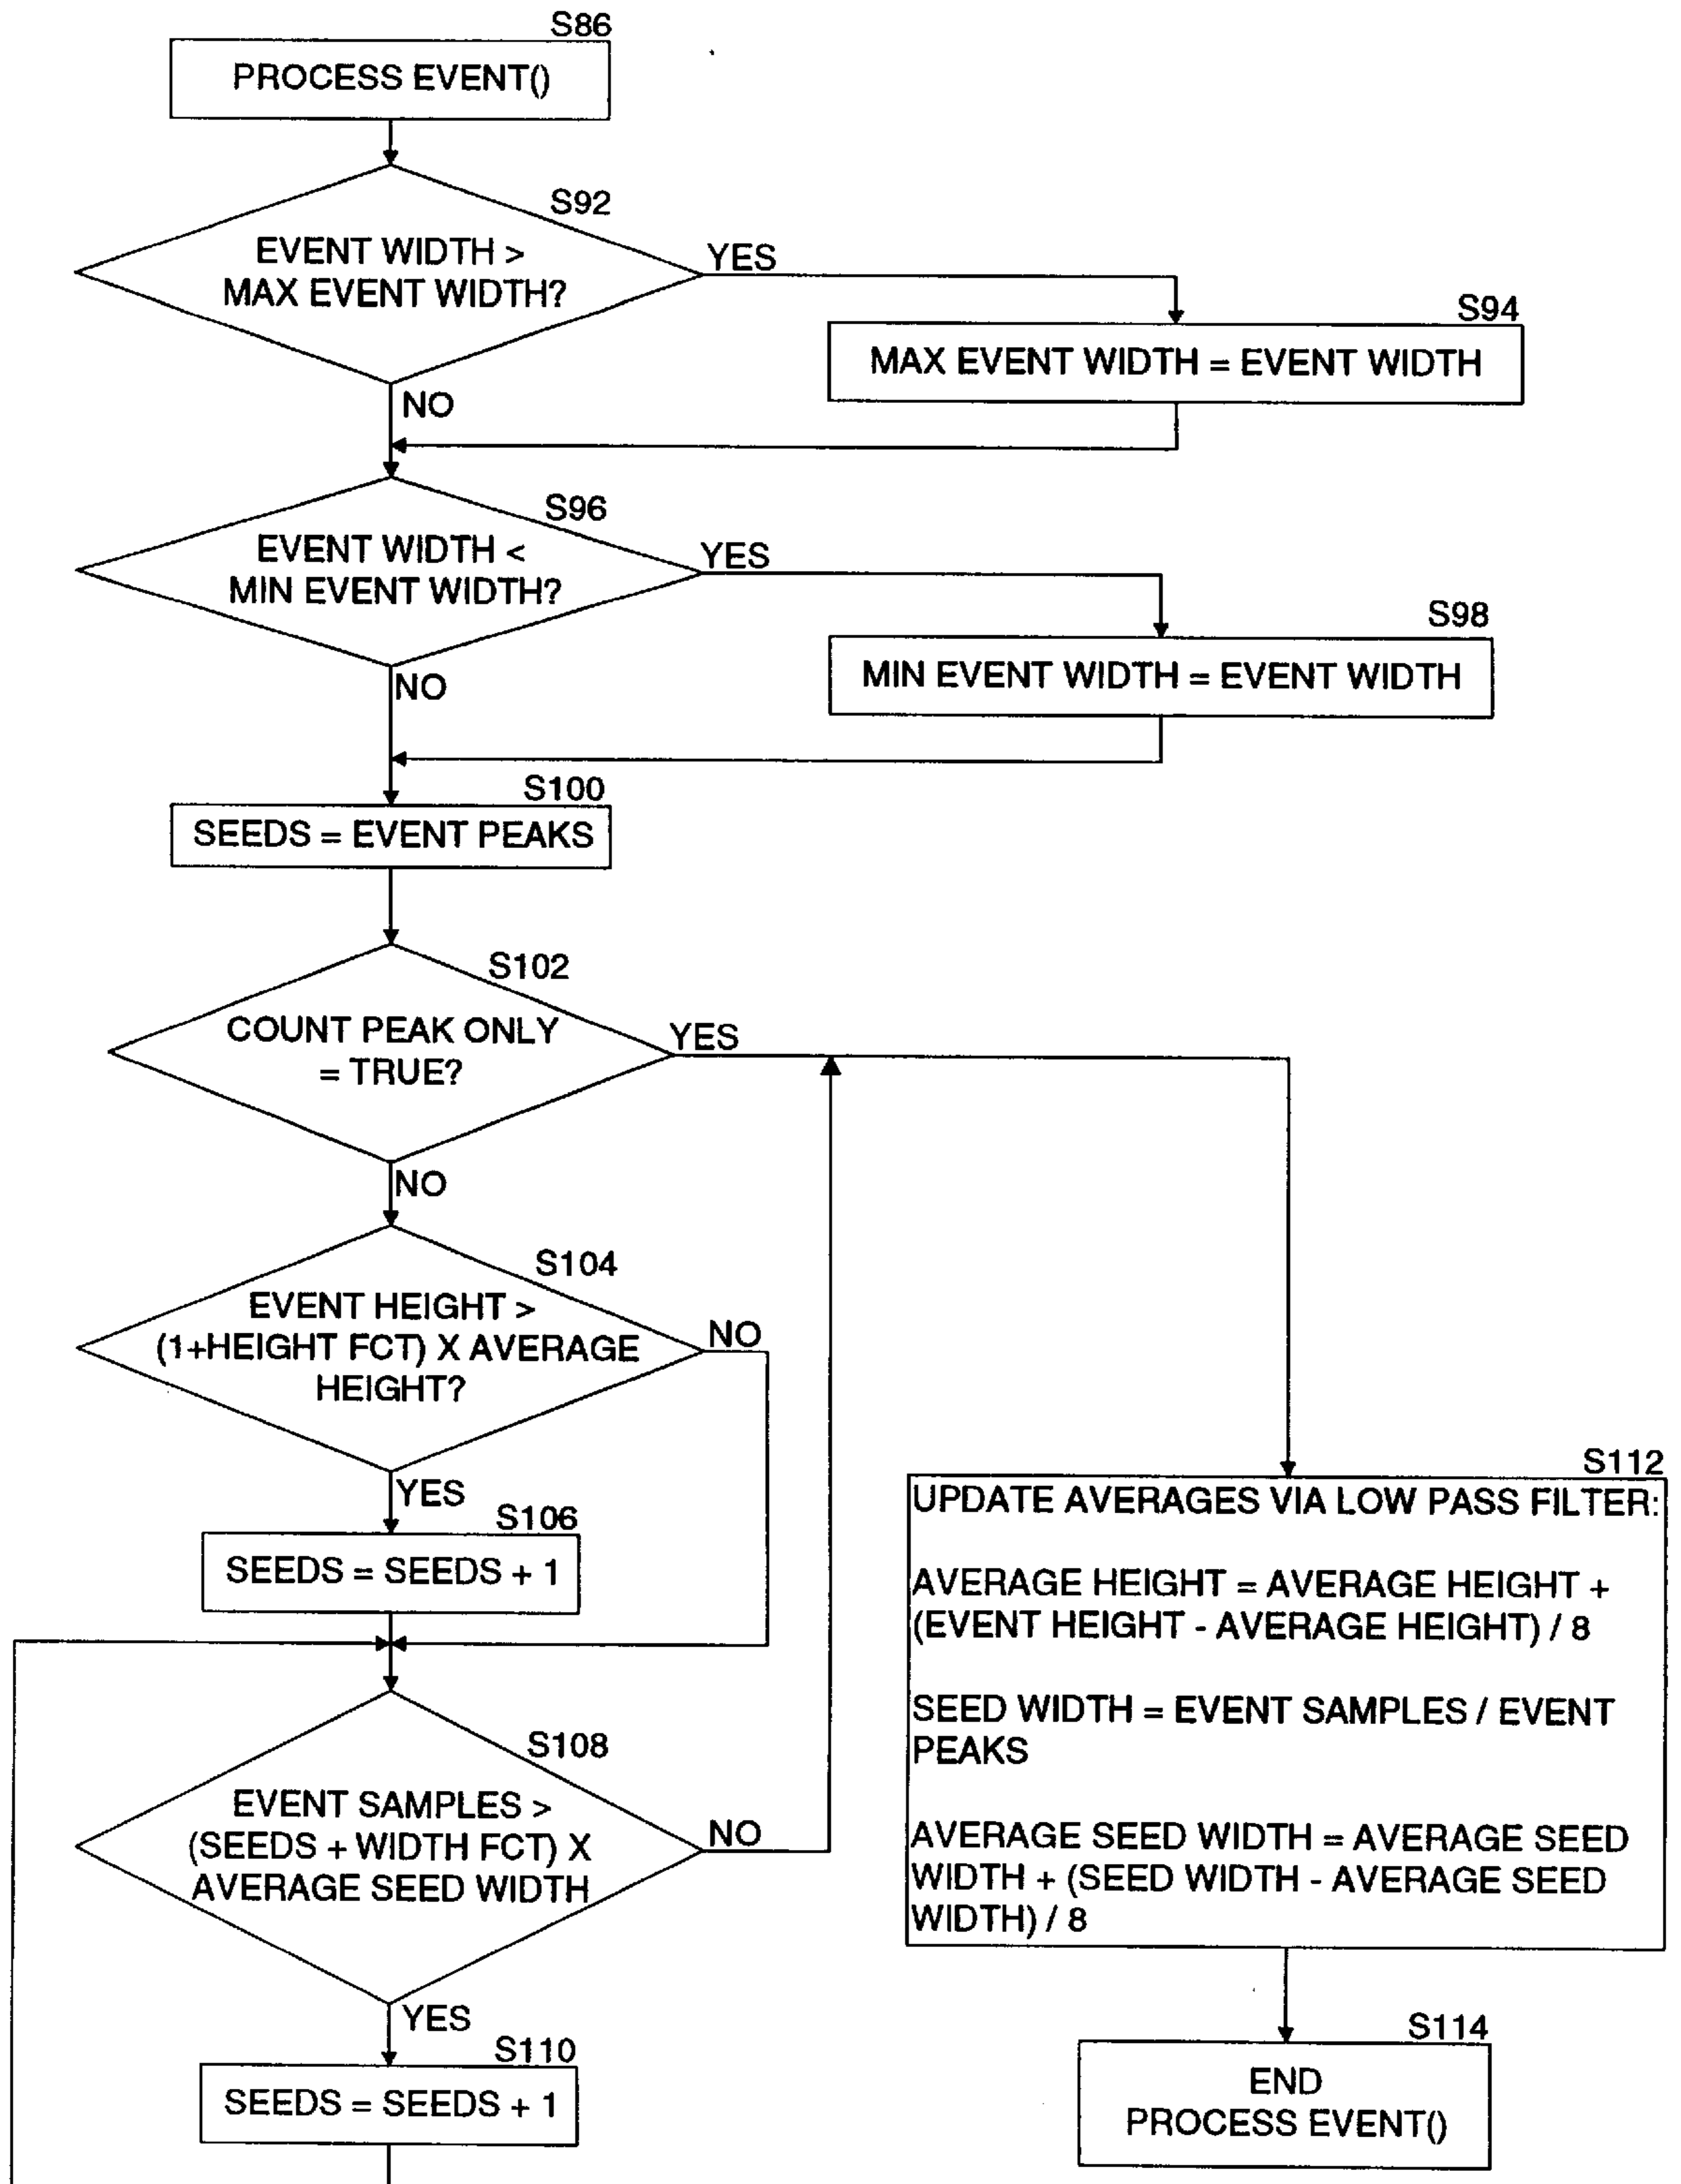 S86
PROCESS EVENT()
S92
EVENT WIDTH >
MAX EVENT WIDTH?
YES
S94
MAX EVENT WIDTH = EVENT WIDTH
NO
S96
EVENT WIDTH <
MIN EVENT WIDTH?
YES
S98
MIN EVENT WIDTH = EVENT WIDTH
NO
S100
SEEDS = EVENT PEAKS
S102
COUNT PEAK ONLY
= TRUE?
YES
NO
S104
EVENT HEIGHT >
(1+HEIGHT FCT) X AVERAGE
HEIGHT?
NO
YES
S106
SEEDS = SEEDS + 1
S108
EVENT SAMPLES >
(SEEDS + WIDTH FCT) X
AVERAGE SEED WIDTH
NO
YES
S110
SEEDS = SEEDS + 1
S112
UPDATE AVERAGES VIA LOW PASS FILTER:
AVERAGE HEIGHT = AVERAGE HEIGHT +
(EVENT HEIGHT - AVERAGE HEIGHT) / 8
SEED WIDTH = EVENT SAMPLES / EVENT
PEAKS
AVERAGE SEED WIDTH = AVERAGE SEED
WIDTH + (SEED WIDTH - AVERAGE SEED
WIDTH) / 8
S114
END
PROCESS EVENT()